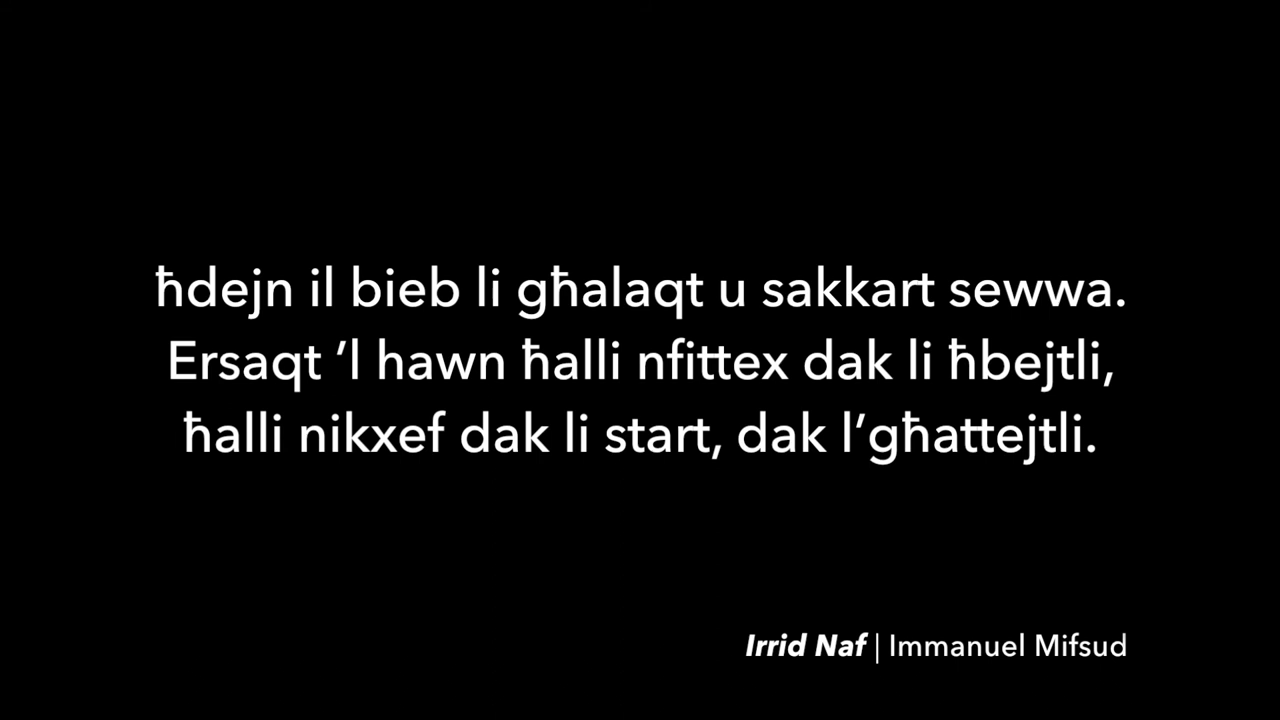 ħdejn il bieb li għalaqt u sakkart sewwa.
Ersaqt ’l hawn ħalli nfittex dak li ħbejtli,
ħalli nikxef dak li start, dak l’għattejtli.
Irrid Naf | Immanuel Mifsud